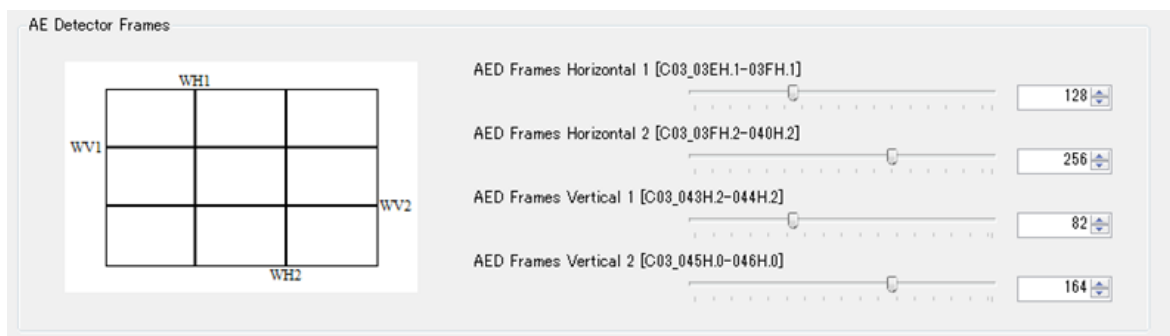 AE Detector Frames
WH1
WV1
WV2
WH2
AED Frames Horizontal 1 [C03_03EH.1-03FH.1]
128
AED Frames Horizontal 2 [C03_03FH.2-040H.2]
256
AED Frames Vertical 1 [C03_043H.2-044H.2]
82
AED Frames Vertical 2 [C03_045H.0-046H.0]
164